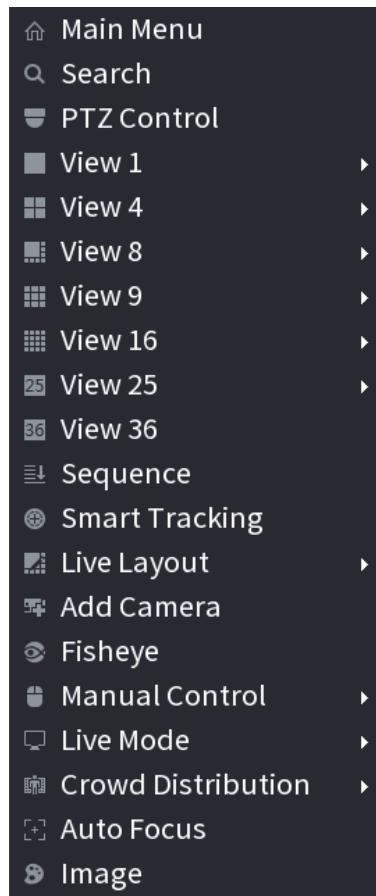 Main Menu
Search
PTZ Control
View 1
View 4
View 8
View 9
View 16
25 View 25
36 View 36
Sequence
Smart Tracking
Live Layout
Add Camera
Fisheye
Manual Control
Live Mode
Crowd Distribution
Auto Focus
Image